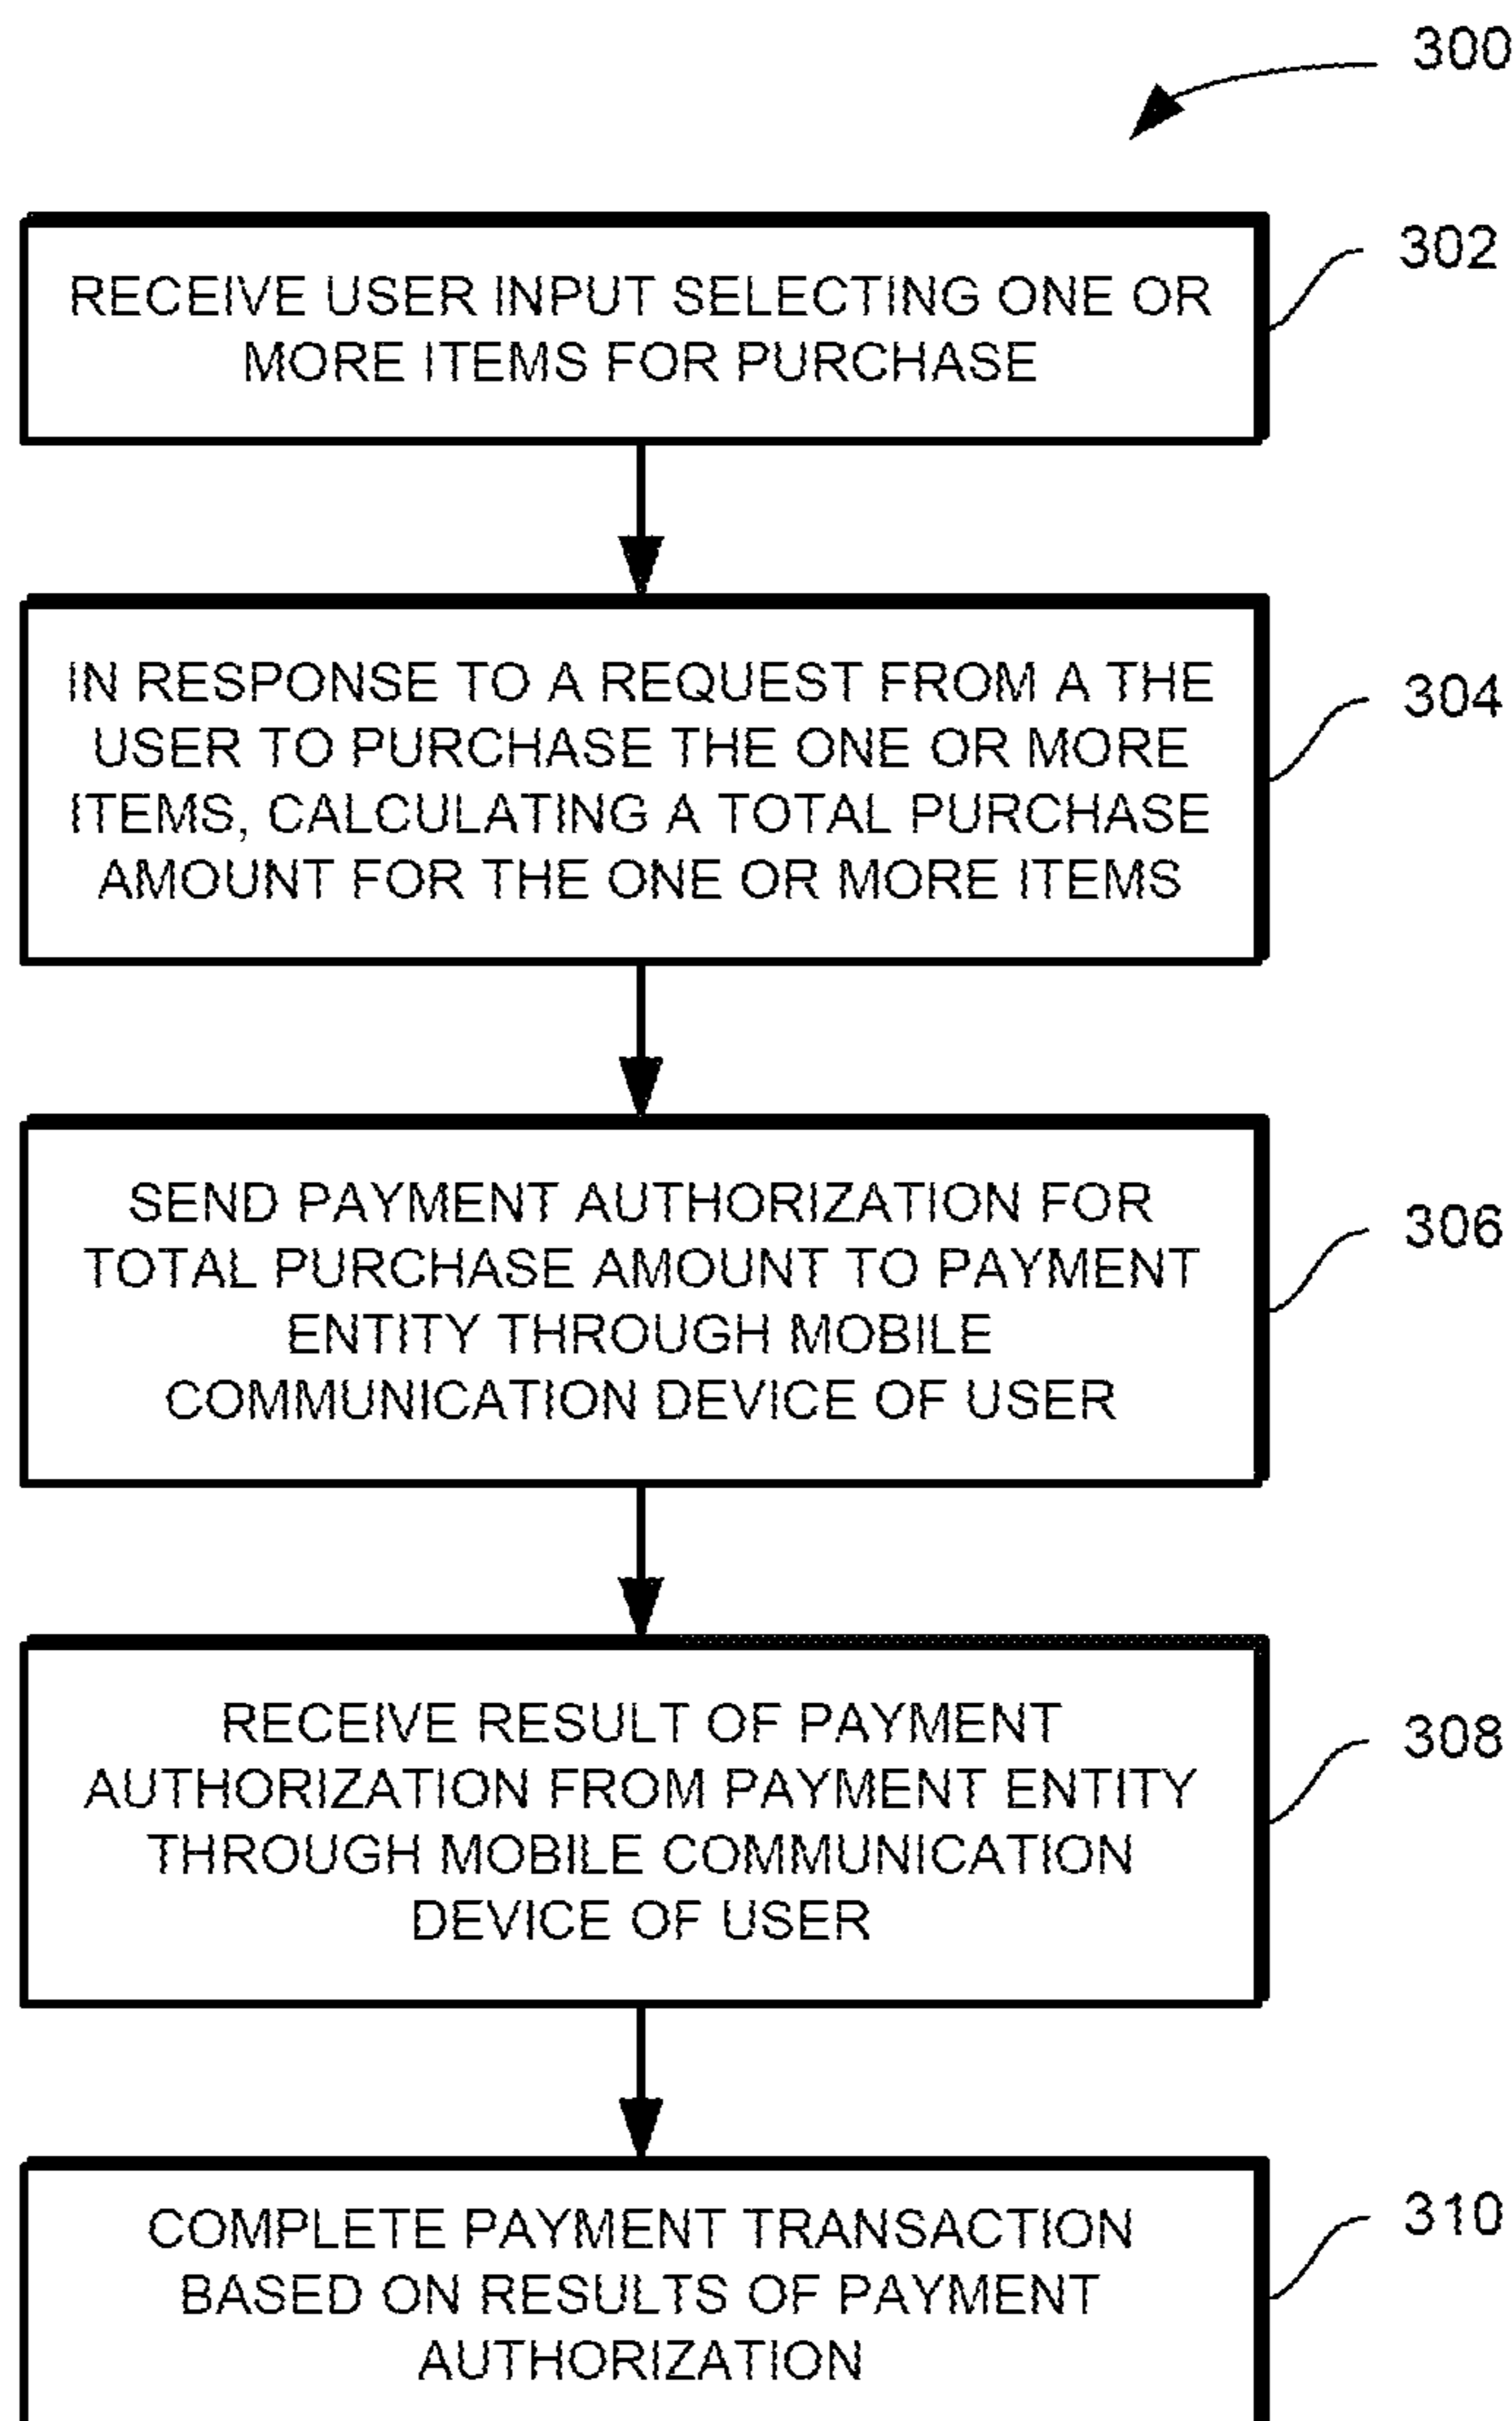 300
302
RECEIVE USER INPUT SELECTING ONE OR
MORE ITEMS FOR PURCHASE
304
IN RESPONSE TO A REQUEST FROM A THE
USER TO PURCHASE THE ONE OR MORE
ITEMS, CALCULATING A TOTAL PURCHASE
AMOUNT FOR THE ONE OR MORE ITEMS
306
SEND PAYMENT AUTHORIZATION FOR
TOTAL PURCHASE AMOUNT TO PAYMENT
ENTITY THROUGH MOBILE
COMMUNICATION DEVICE OF USER
308
RECEIVE RESULT OF PAYMENT
AUTHORIZATION FROM PAYMENT ENTITY
THROUGH MOBILE COMMUNICATION
DEVICE OF USER
310
COMPLETE PAYMENT TRANSACTION
BASED ON RESULTS OF PAYMENT
AUTHORIZATION